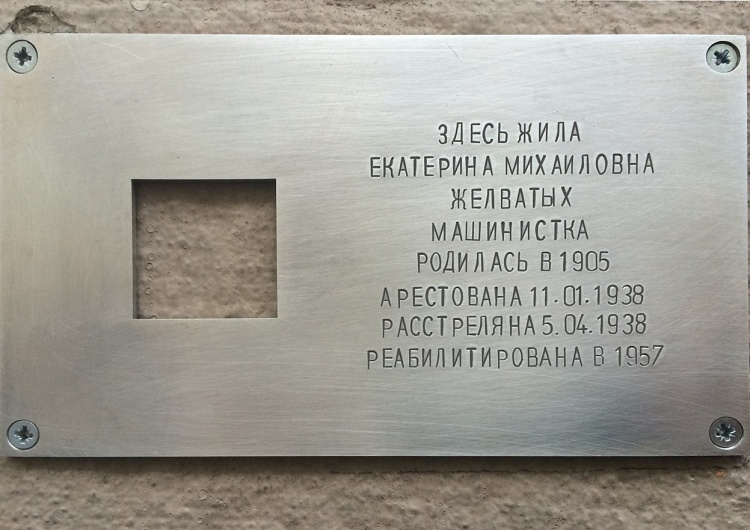 ЗДЕСЬ ЖИЛА
ЕКАТЕРИНА МИХАИЛОВНА
ЖЕЛВАТЫХ
МАШИНИСТКА
РОДИЛАСЬ В 1905
АРЕСТОВАНА 11.01.1938
РАССТРЕЛЯНА 5.04.1938
РЕАБИЛИТИРОВАНА В 1957